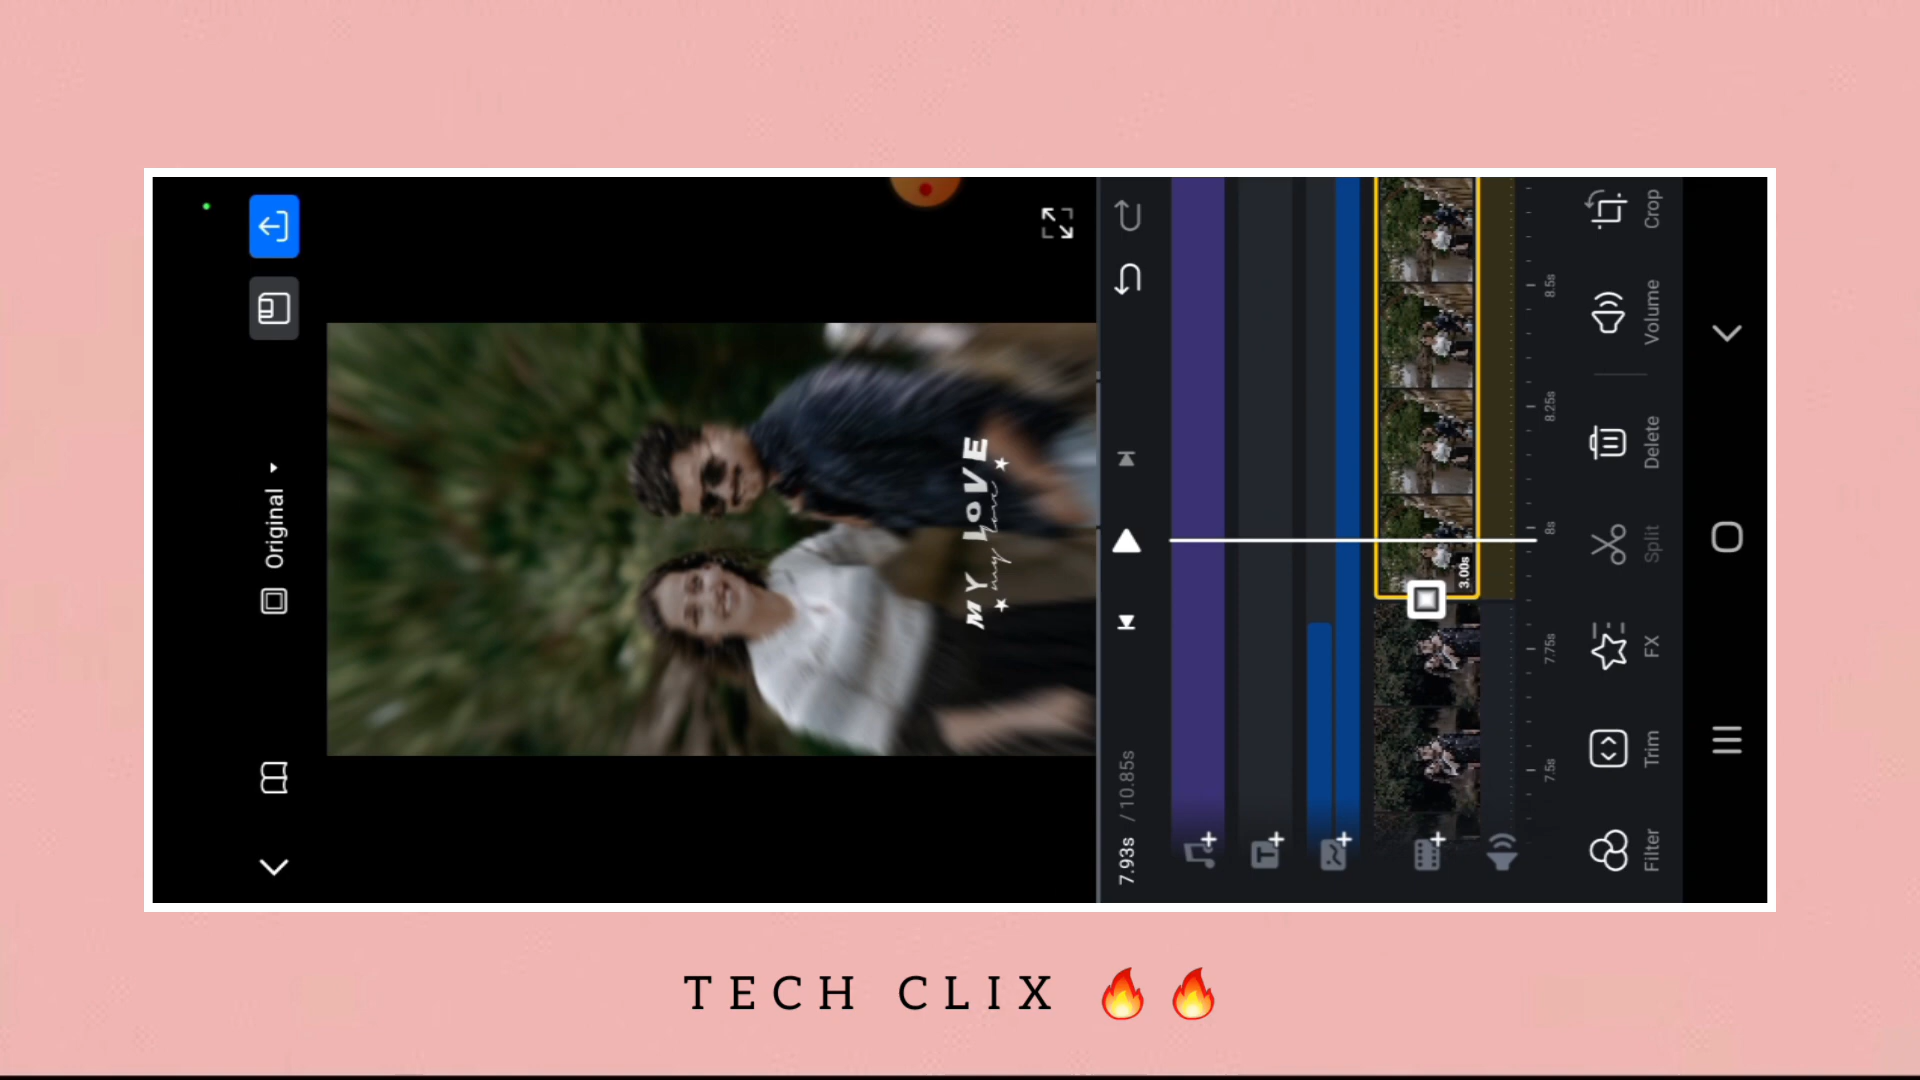 Original
MY LOVE
my love
7.93s / 10.85s
3.00s
7.5s
7.75s
8s
8.25s
8.5s
Filter
Trim
FX
Split
Delete
Volume
Crop
TECH CLIX 🔥🔥